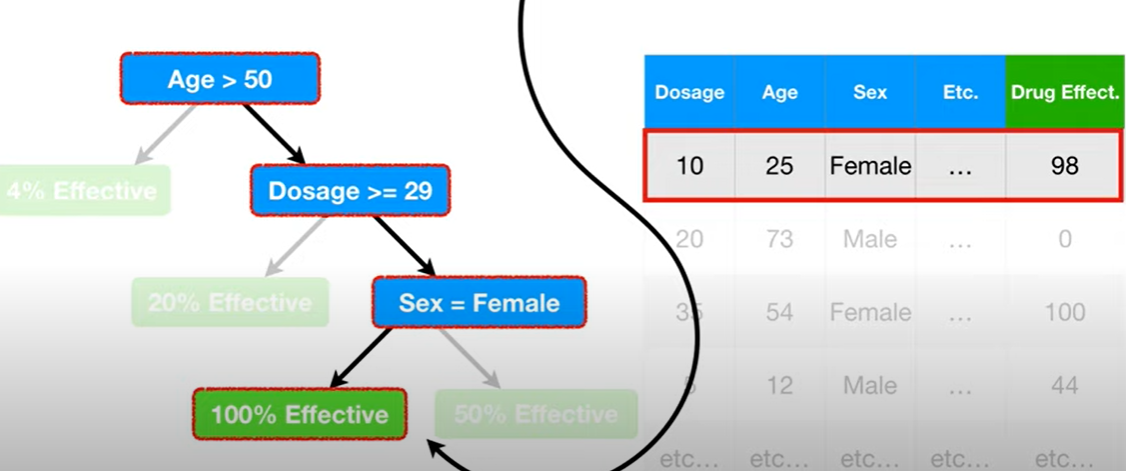 Age > 50
4% Effective
Dosage >= 29
20% Effective
Sex = Female
100% Effective
50% Effective
Dosage Age Sex Etc. Drug Effect.
10 25 Female ... 98
20 73 Male ... 0
35 54 Female ... 100
5 12 Male ... 44
etc... etc... etc... etc... etc...